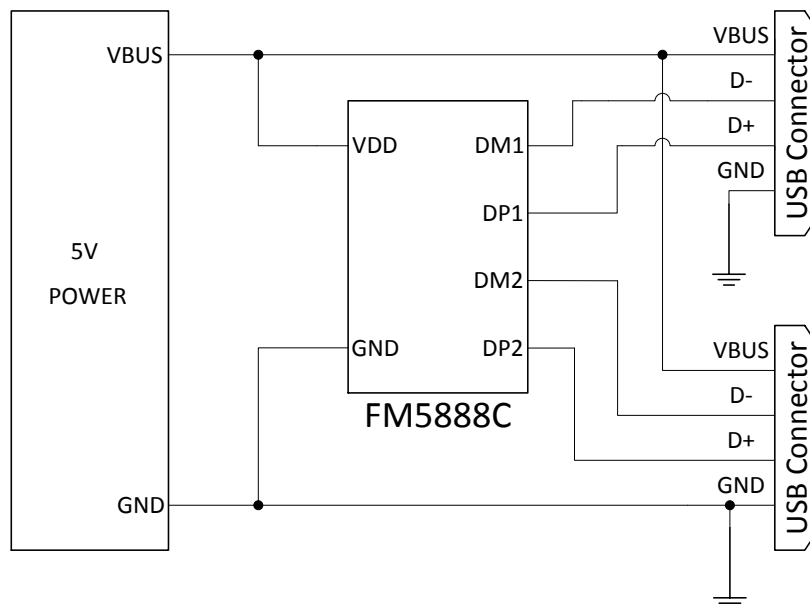 5V
POWER
VBUS
GND
VDD
GND
DM1
DP1
DM2
DP2
FM5888C
VBUS
D-
D+
GND
USB Connector
VBUS
D-
D+
GND
USB Connector